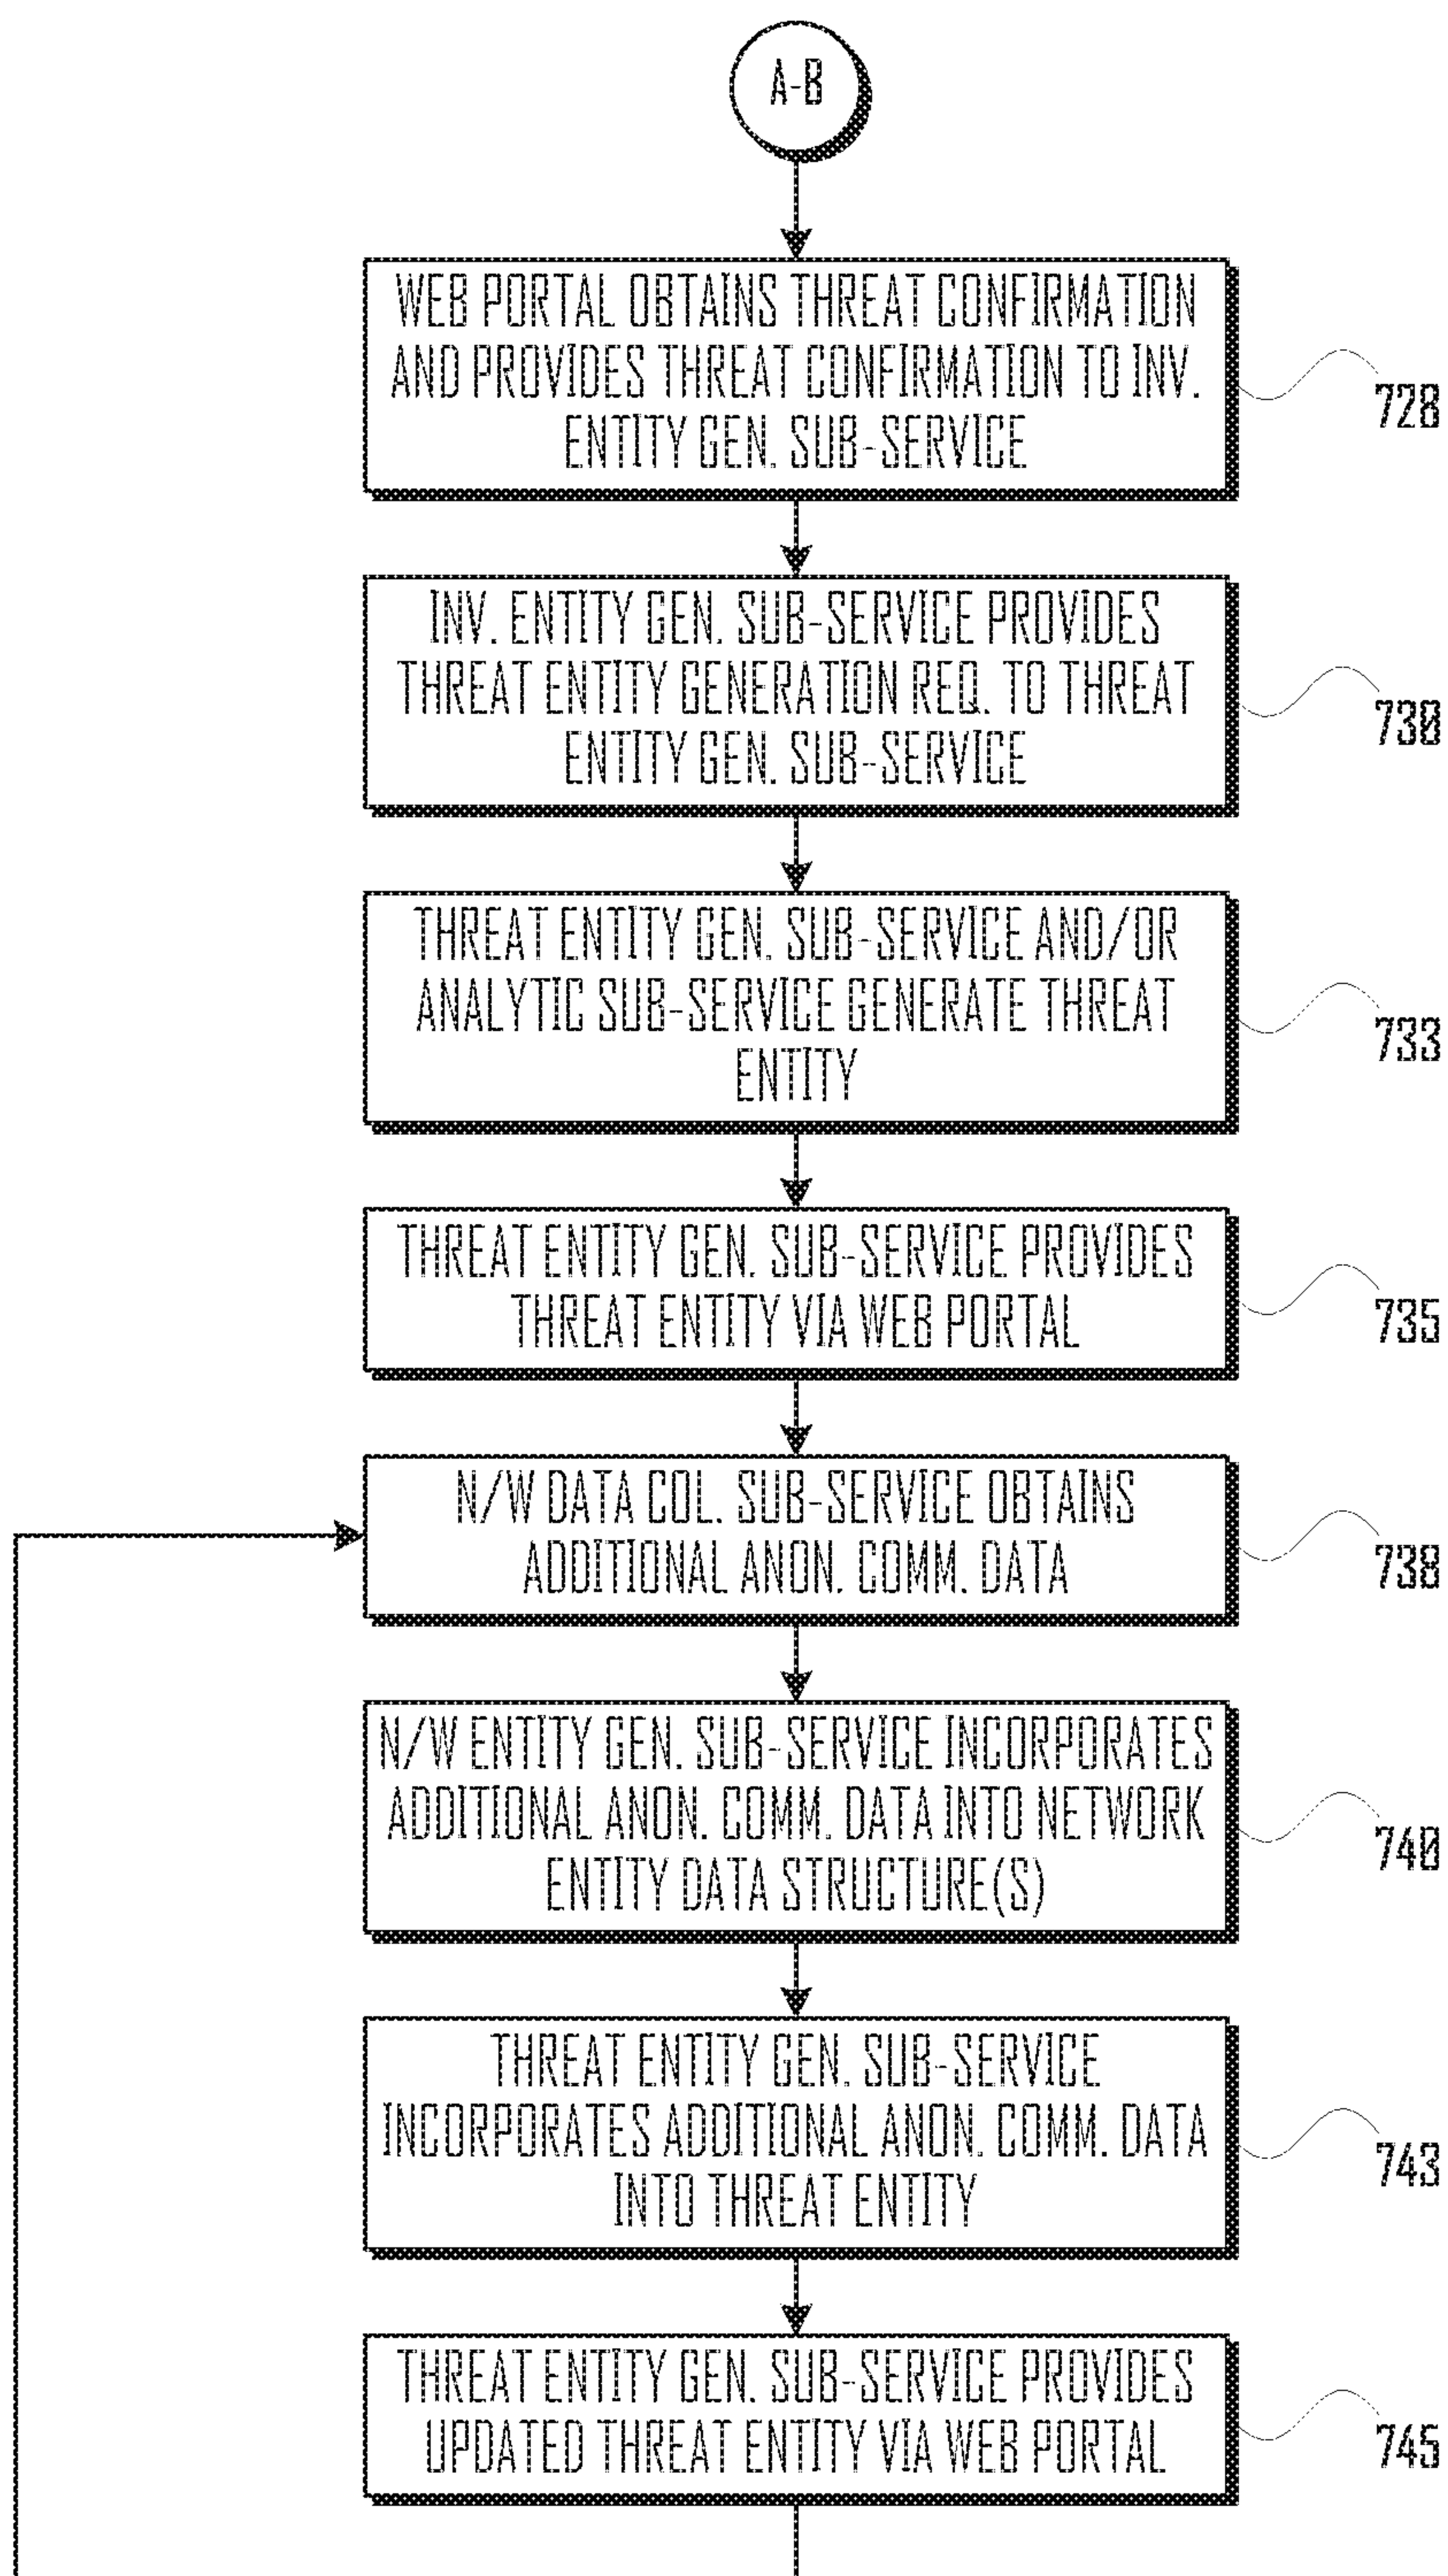 A-B
WEB PORTAL OBTAINS THREAT CONFIRMATION
AND PROVIDES THREAT CONFIRMATION TO INV.
ENTITY GEN. SUB-SERVICE
728
INV. ENTITY GEN. SUB-SERVICE PROVIDES
THREAT ENTITY GENERATION REQ. TO THREAT
ENTITY GEN. SUB-SERVICE
730
THREAT ENTITY GEN. SUB-SERVICE AND/OR
ANALYTIC SUB-SERVICE GENERATE THREAT
ENTITY
733
THREAT ENTITY GEN. SUB-SERVICE PROVIDES
THREAT ENTITY VIA WEB PORTAL
735
N/W DATA COL. SUB-SERVICE OBTAINS
ADDITIONAL ANON. COMM. DATA
738
N/W ENTITY GEN. SUB-SERVICE INCORPORATES
ADDITIONAL ANON. COMM. DATA INTO NETWORK
ENTITY DATA STRUCTURE(S)
740
THREAT ENTITY GEN. SUB-SERVICE
INCORPORATES ADDITIONAL ANON. COMM. DATA
INTO THREAT ENTITY
743
THREAT ENTITY GEN. SUB-SERVICE PROVIDES
UPDATED THREAT ENTITY VIA WEB PORTAL
745